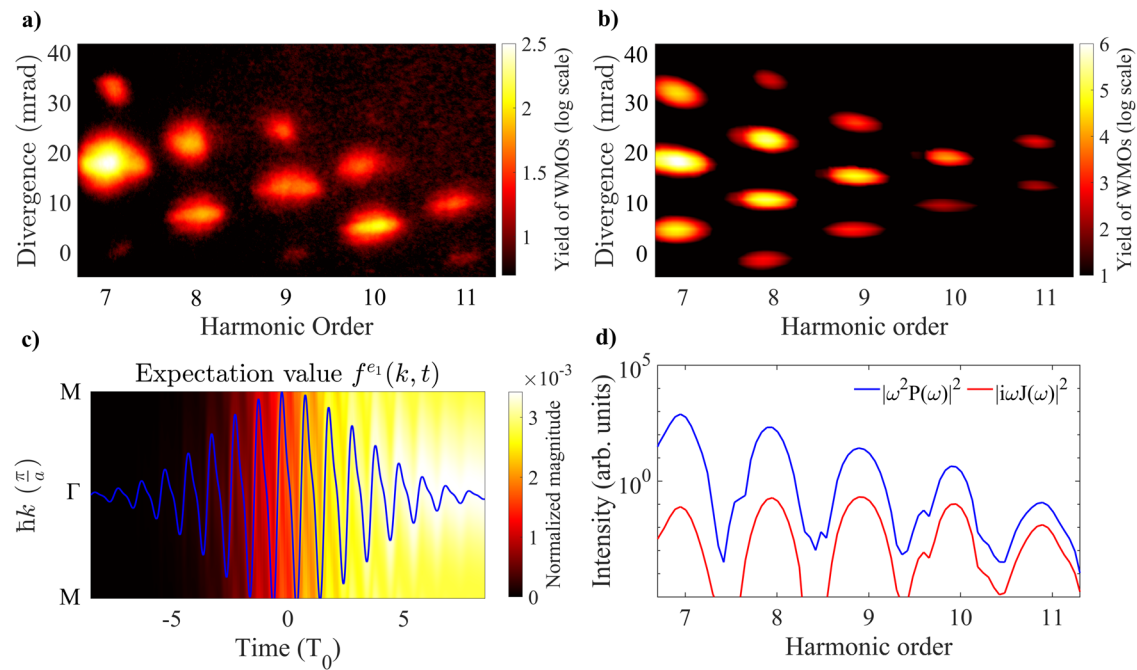 a)
40
30
20
10
0
Divergence (mrad)
7 8 9 10 11
Harmonic Order
2.5
2
1.5
1
Yield of WMOs (log scale)
b)
40
30
20
10
0
Divergence (mrad)
7 8 9 10 11
Harmonic order
6
5
4
3
2
1
Yield of WMOs (log scale)
c)
Expectation value f^{e_1}(k, t)
M
Γ
M
ħk (π/a)
-5 0 5
Time (T_0)
×10^{-3}
3
2
1
0
Normalized magnitude
d)
10^5
10^0
Intensity (arb. units)
|ω²P(ω)|² |iωJ(ω)|²
7 8 9 10 11
Harmonic order